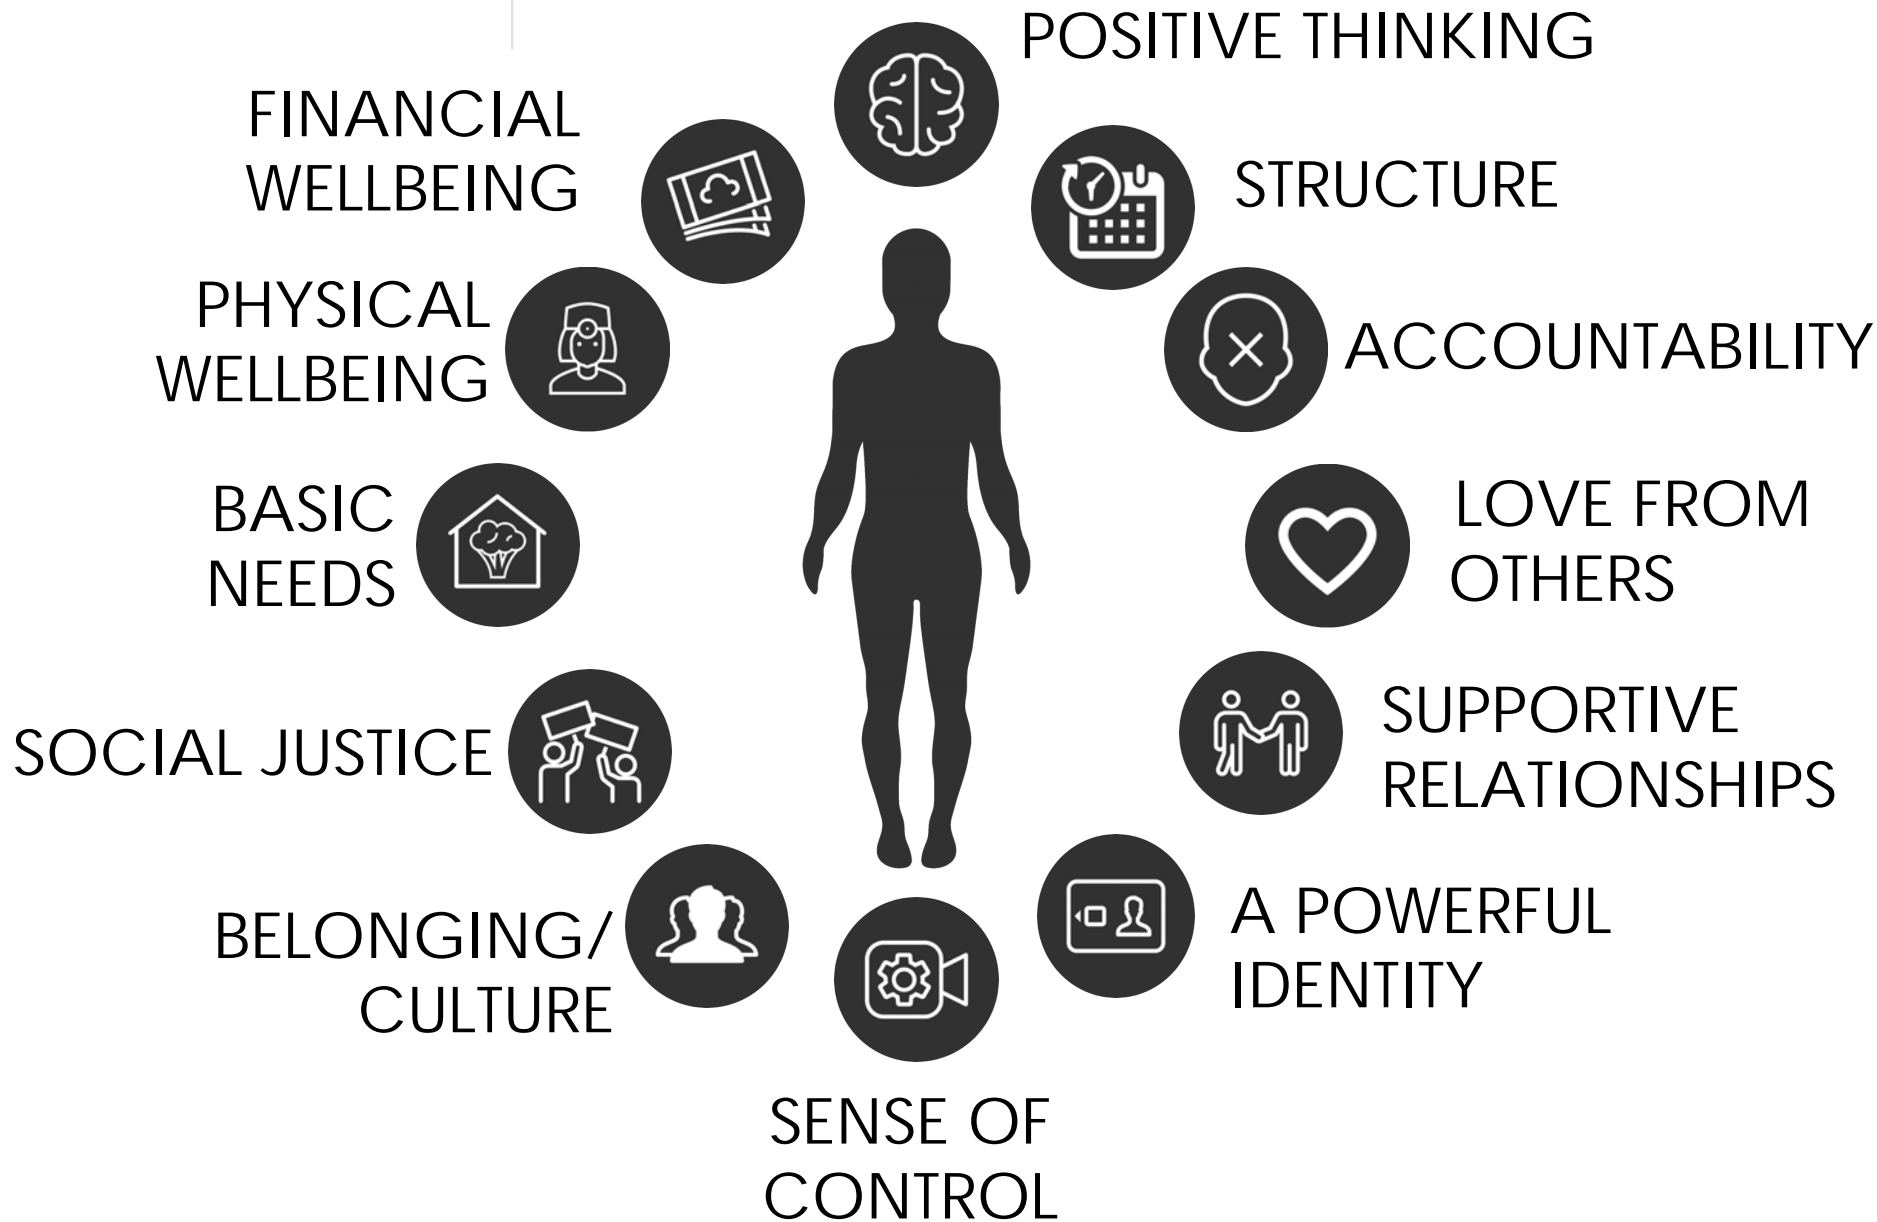 POSITIVE THINKING
STRUCTURE
ACCOUNTABILITY
LOVE FROM
OTHERS
SUPPORTIVE
RELATIONSHIPS
A POWERFUL
IDENTITY
SENSE OF
CONTROL
BELONGING/
CULTURE
SOCIAL JUSTICE
BASIC
NEEDS
PHYSICAL
WELLBEING
FINANCIAL
WELLBEING